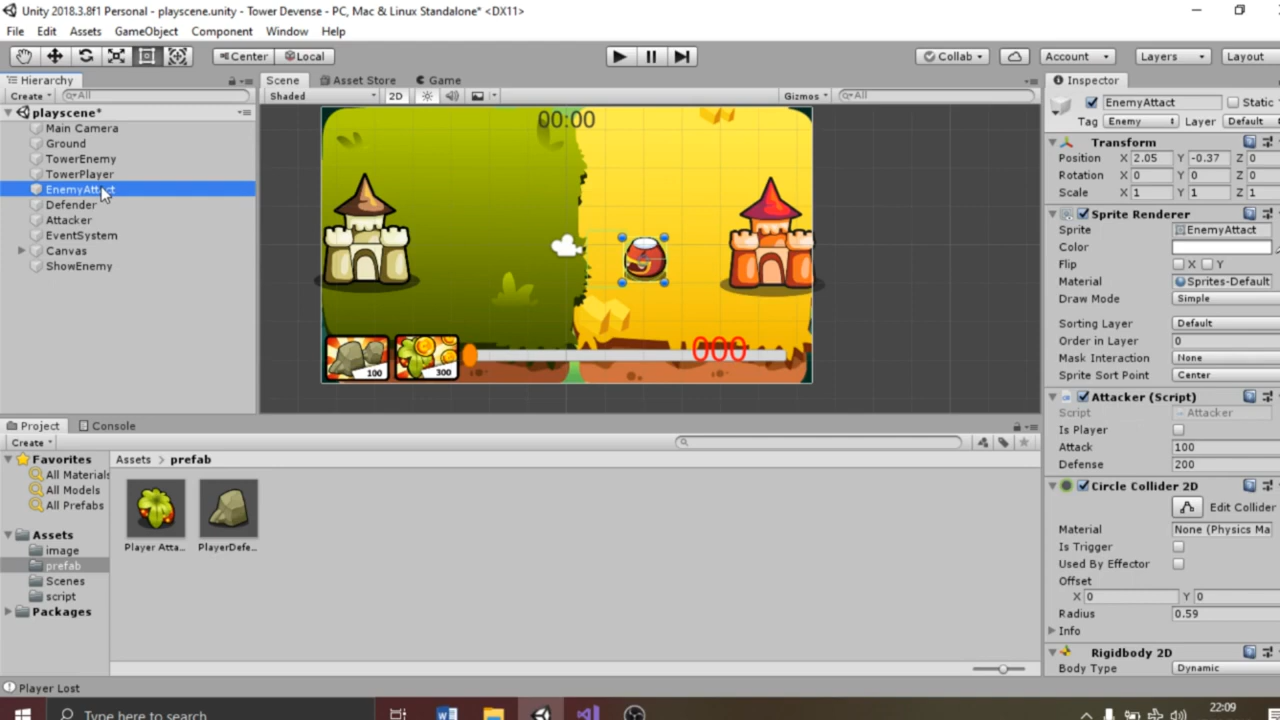 Unity 2018.3.8f1 Personal - playscene.unity - Tower Devense - PC, Mac & Linux Standalone* <DX11>
File Edit Assets GameObject Component Window Help
Center Local Collab Account Layers Layout
Hierarchy
Create All
playscene*
Main Camera
Ground
TowerEnemy
TowerPlayer
EnemyAttact
Defender
Attacker
EventSystem
Canvas
ShowEnemy
Scene Asset Store Game
Shaded 2D Gizmos All
00:00
100
300
000
Inspector
EnemyAttact Static
Tag Enemy Layer Default
Transform
Position X 2.05 Y -0.37 Z 0
Rotation X 0 Y 0 Z 0
Scale X 1 Y 1 Z 1
Sprite Renderer
Sprite EnemyAttact
Color
Flip X Y
Material Sprites-Default
Draw Mode Simple
Sorting Layer Default
Order in Layer 0
Mask Interaction None
Sprite Sort Point Center
Attacker (Script)
Script Attacker
Is Player
Attack 100
Defense 200
Circle Collider 2D
Edit Collider
Material None (Physics Ma
Is Trigger
Used By Effector
Offset
X 0 Y 0
Radius 0.59
Info
Rigidbody 2D
Body Type Dynamic
Project Console
Create
Favorites
All Materials
All Models
All Prefabs
Assets
image
prefab
Scenes
script
Packages
Assets prefab
Player Atta...
PlayerDefe...
Player Lost
Type here to search
22:09